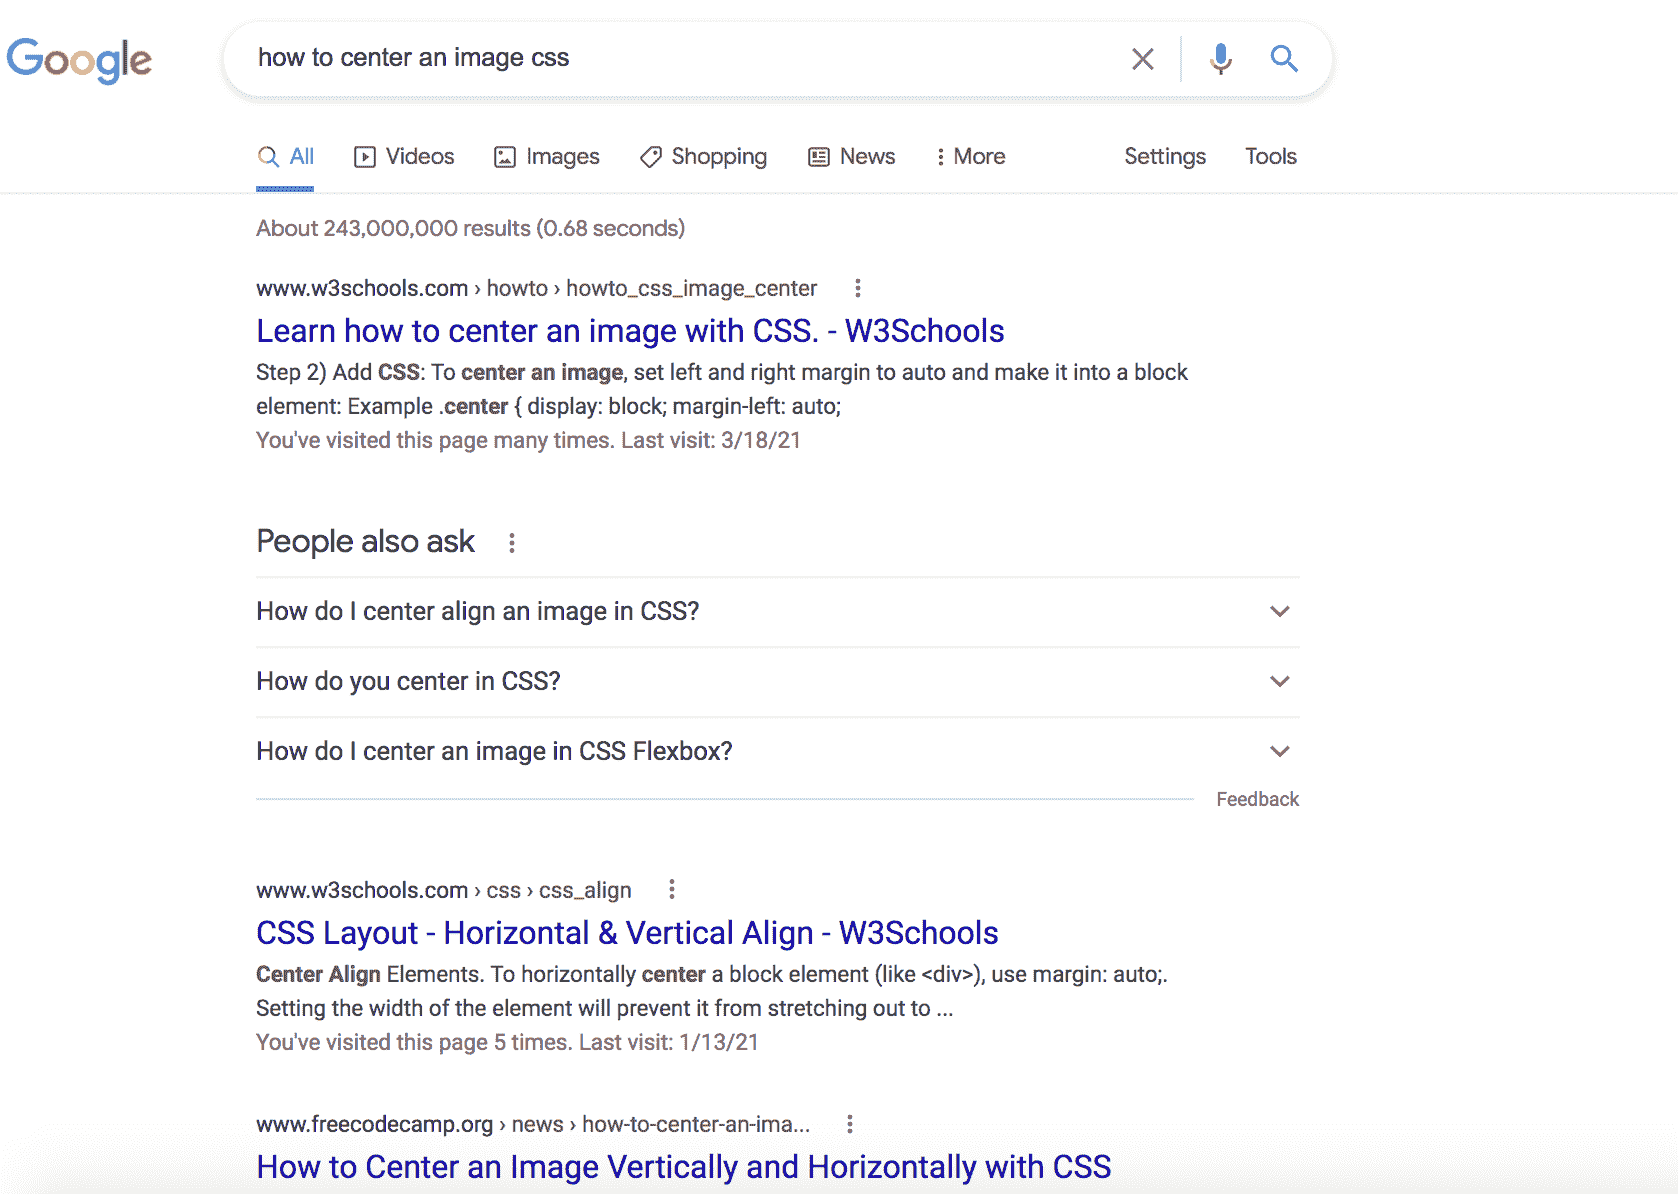 Google
how to center an image css
All Videos Images Shopping News More Settings Tools
About 243,000,000 results (0.68 seconds)
www.w3schools.com › howto › howto_css_image_center
Learn how to center an image with CSS. - W3Schools
Step 2) Add CSS: To center an image, set left and right margin to auto and make it into a block
element: Example .center { display: block; margin-left: auto;
You've visited this page many times. Last visit: 3/18/21
People also ask
How do I center align an image in CSS?
How do you center in CSS?
How do I center an image in CSS Flexbox?
Feedback
www.w3schools.com › css › css_align
CSS Layout - Horizontal & Vertical Align - W3Schools
Center Align Elements. To horizontally center a block element (like <div>), use margin: auto;.
Setting the width of the element will prevent it from stretching out to ...
You've visited this page 5 times. Last visit: 1/13/21
www.freecodecamp.org › news › how-to-center-an-ima...
How to Center an Image Vertically and Horizontally with CSS